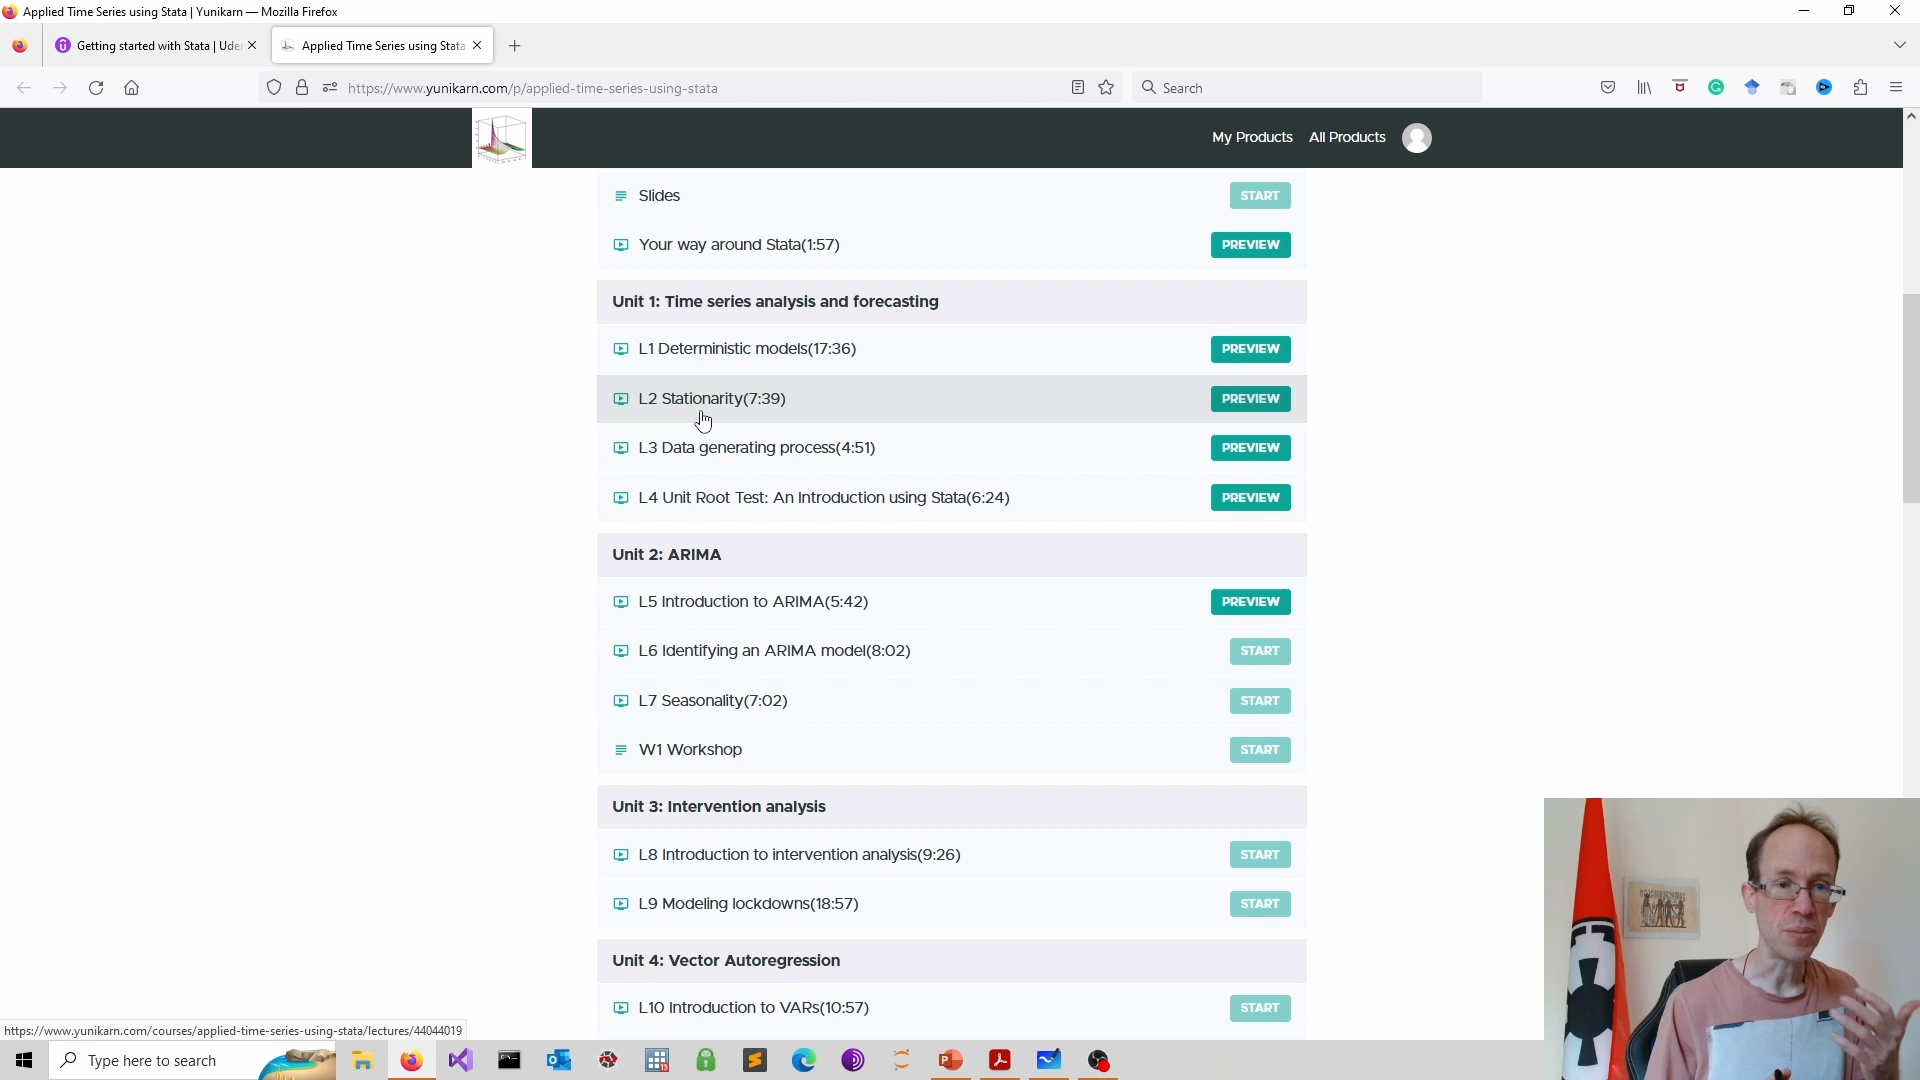 Applied Time Series using Stata | Yunikarn — Mozilla Firefox
Getting started with Stata | Ude
Applied Time Series using Stata
https://www.yunikarn.com/p/applied-time-series-using-stata
Search
My Products
All Products
Slides
START
Your way around Stata(1:57)
PREVIEW
Unit 1: Time series analysis and forecasting
L1 Deterministic models(17:36)
PREVIEW
L2 Stationarity(7:39)
PREVIEW
L3 Data generating process(4:51)
PREVIEW
L4 Unit Root Test: An Introduction using Stata(6:24)
PREVIEW
Unit 2: ARIMA
L5 Introduction to ARIMA(5:42)
PREVIEW
L6 Identifying an ARIMA model(8:02)
START
L7 Seasonality(7:02)
START
W1 Workshop
START
Unit 3: Intervention analysis
L8 Introduction to intervention analysis(9:26)
START
L9 Modeling lockdowns(18:57)
START
Unit 4: Vector Autoregression
L10 Introduction to VARs(10:57)
START
https://www.yunikarn.com/courses/applied-time-series-using-stata/lectures/44044019
Type here to search